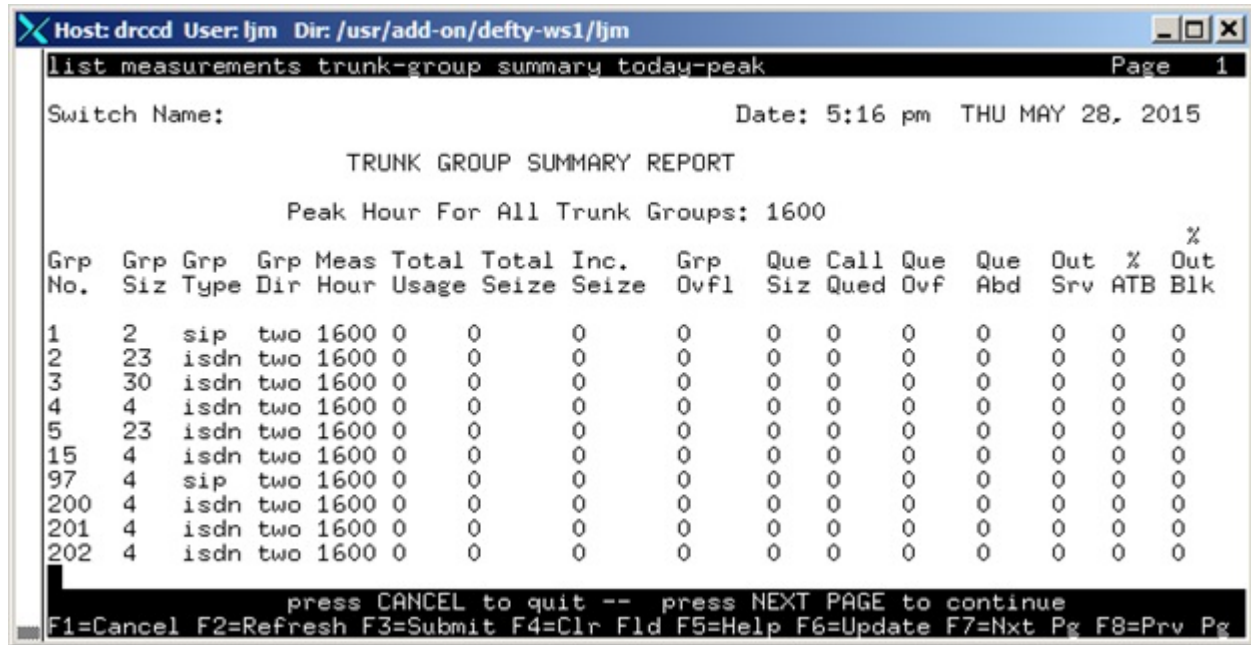 Host: drccd User: ljm Dir: /usr/add-on/defty-ws1/ljm
list measurements trunk-group summary today-peak Page 1
Switch Name: Date: 5:16 pm THU MAY 28, 2015
TRUNK GROUP SUMMARY REPORT
Peak Hour For All Trunk Groups: 1600
%
Grp Grp Grp Grp Meas Total Total Inc. Grp Que Call Que Que Out % Out
No. Siz Type Dir Hour Usage Seize Seize Ovfl Siz Qued Ovf Abd Srv ATB Blk
1 2 sip two 1600 0 0 0 0 0 0 0 0 0 0 0
2 23 isdn two 1600 0 0 0 0 0 0 0 0 0 0 0
3 30 isdn two 1600 0 0 0 0 0 0 0 0 0 0 0
4 4 isdn two 1600 0 0 0 0 0 0 0 0 0 0 0
5 23 isdn two 1600 0 0 0 0 0 0 0 0 0 0 0
15 4 isdn two 1600 0 0 0 0 0 0 0 0 0 0 0
97 4 sip two 1600 0 0 0 0 0 0 0 0 0 0 0
200 4 isdn two 1600 0 0 0 0 0 0 0 0 0 0 0
201 4 isdn two 1600 0 0 0 0 0 0 0 0 0 0 0
202 4 isdn two 1600 0 0 0 0 0 0 0 0 0 0 0
press CANCEL to quit -- press NEXT PAGE to continue
F1=Cancel F2=Refresh F3=Submit F4=Clr Fld F5=Help F6=Update F7=Nxt Pg F8=Prv Pg